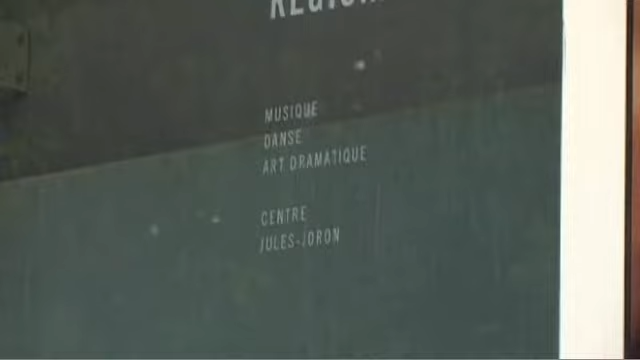 MUSIQUE
DANSE
ART DRAMATIQUE
CENTRE
JULES-JORON